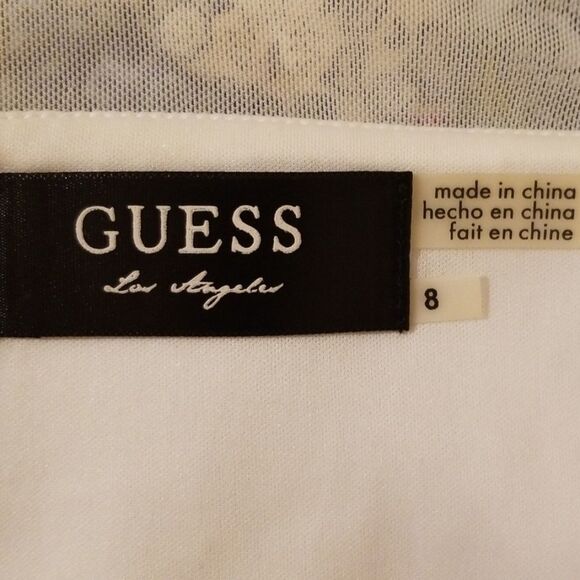 GUESS
Los Angeles
made in china
hecho en china
fait en chine
8